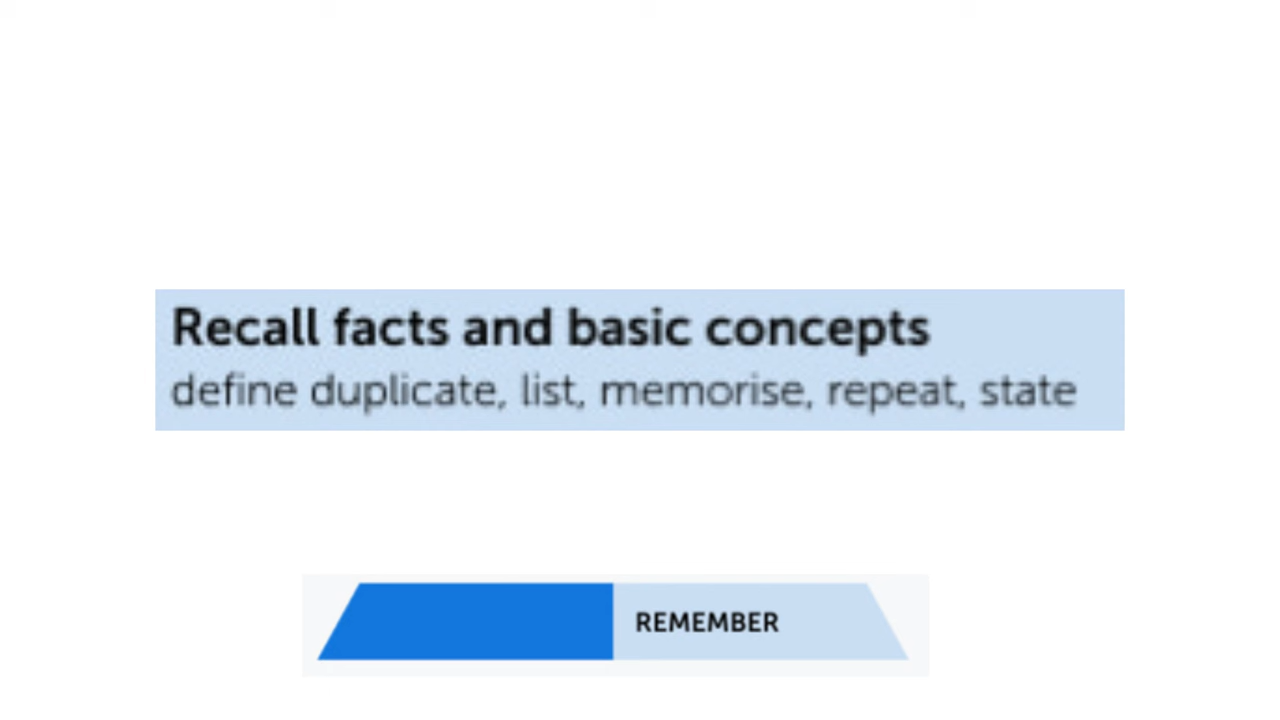 Recall facts and basic concepts
define duplicate, list, memorise, repeat, state
REMEMBER